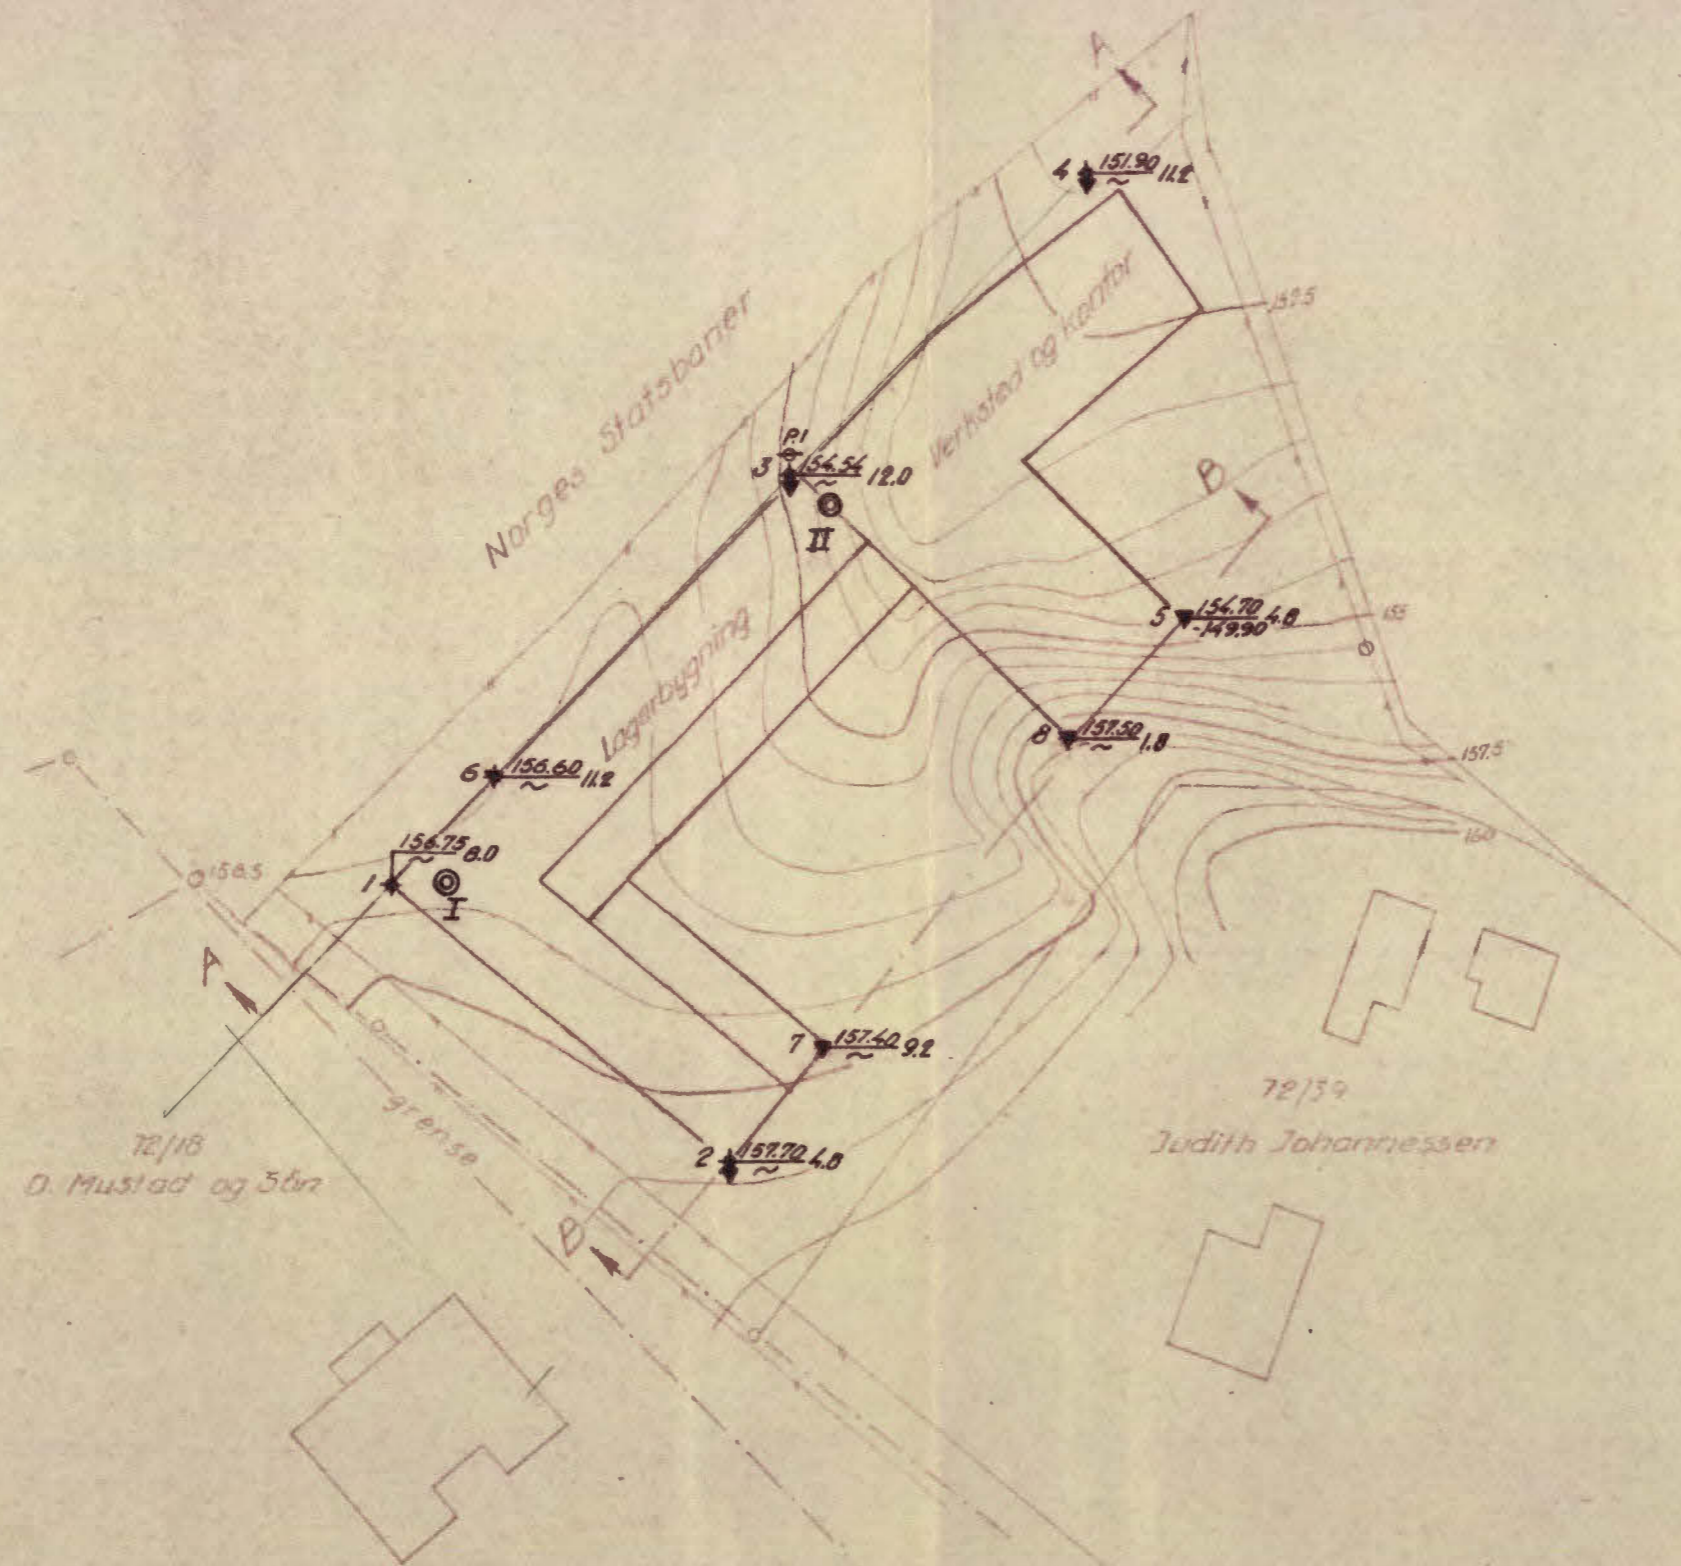 A
4 151.90 11.2
~
152.5
Norges Statsbaner
Verksted og kontor
P.1
3 154.54 12.0
~
B
II
5 154.70 4.8
-149.90
155
Lagerbygning
8 157.50 1.8
~
157.5
6 156.60 11.2
~
160
156.75 8.0
~
158.5
1
I
A
7 157.40 9.2
~
grense
72/39
Judith Johannessen
72/18
O. Mustad og Søn
2 157.70 4.8
~
B